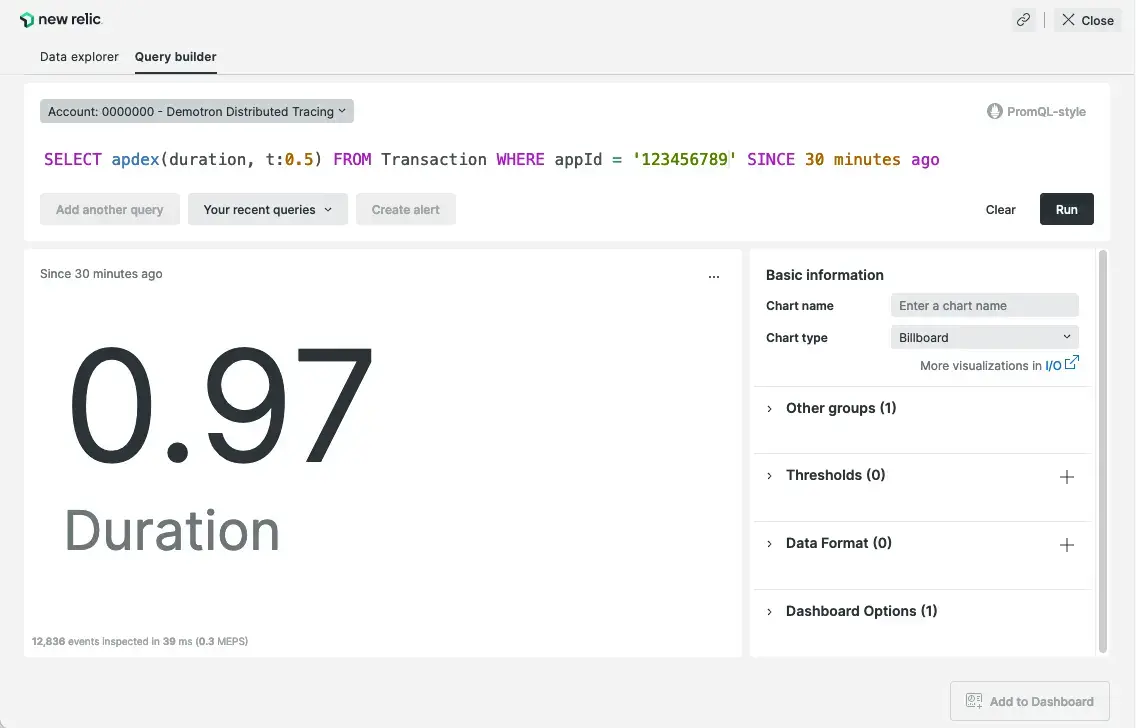 new relic.
Close
Data explorer
Query builder
Account: 0000000 - Demotron Distributed Tracing
PromQL-style
SELECT apdex(duration, t:0.5) FROM Transaction WHERE appId = '123456789' SINCE 30 minutes ago
Add another query
Your recent queries
Create alert
Clear
Run
Since 30 minutes ago
...
0.97
Duration
12,836 events inspected in 39 ms (0.3 MEPS)
Basic information
Chart name
Enter a chart name
Chart type
Billboard
More visualizations in I/O
Other groups (1)
Thresholds (0)
Data Format (0)
Dashboard Options (1)
Add to Dashboard